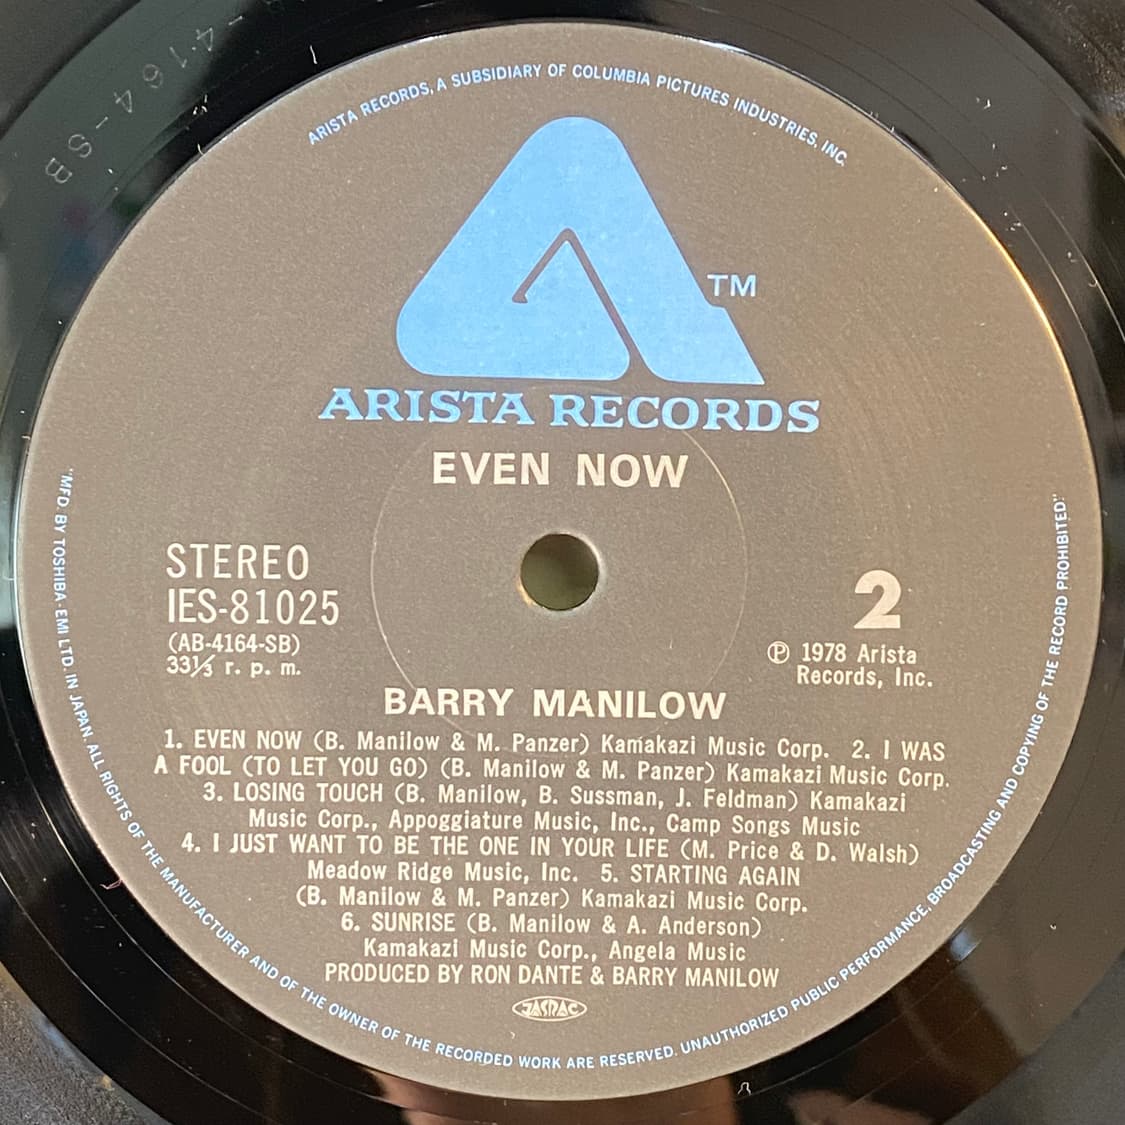 -4164-SB
ARISTA RECORDS, A SUBSIDIARY OF COLUMBIA PICTURES INDUSTRIES, INC.
TM
ARISTA RECORDS
EVEN NOW
STEREO
IES-81025
(AB-4164-SB)
33⅓ r. p. m.
2
Ⓟ 1978 Arista
Records, Inc.
BARRY MANILOW
1. EVEN NOW (B. Manilow & M. Panzer) Kamakazi Music Corp. 2. I WAS
A FOOL (TO LET YOU GO) (B. Manilow & M. Panzer) Kamakazi Music Corp.
3. LOSING TOUCH (B. Manilow, B. Sussman, J. Feldman) Kamakazi
Music Corp., Appoggiature Music, Inc., Camp Songs Music
4. I JUST WANT TO BE THE ONE IN YOUR LIFE (M. Price & D. Walsh)
Meadow Ridge Music, Inc. 5. STARTING AGAIN
(B. Manilow & M. Panzer) Kamakazi Music Corp.
6. SUNRISE (B. Manilow & A. Anderson)
Kamakazi Music Corp., Angela Music
PRODUCED BY RON DANTE & BARRY MANILOW
JASRAC
"MFD. BY TOSHIBA-EMI LTD. IN JAPAN. ALL RIGHTS OF THE MANUFACTURER AND OF THE OWNER OF THE RECORDED WORK ARE RESERVED. UNAUTHORIZED PUBLIC PERFORMANCE, BROADCASTING AND COPYING OF THE RECORD PROHIBITED."